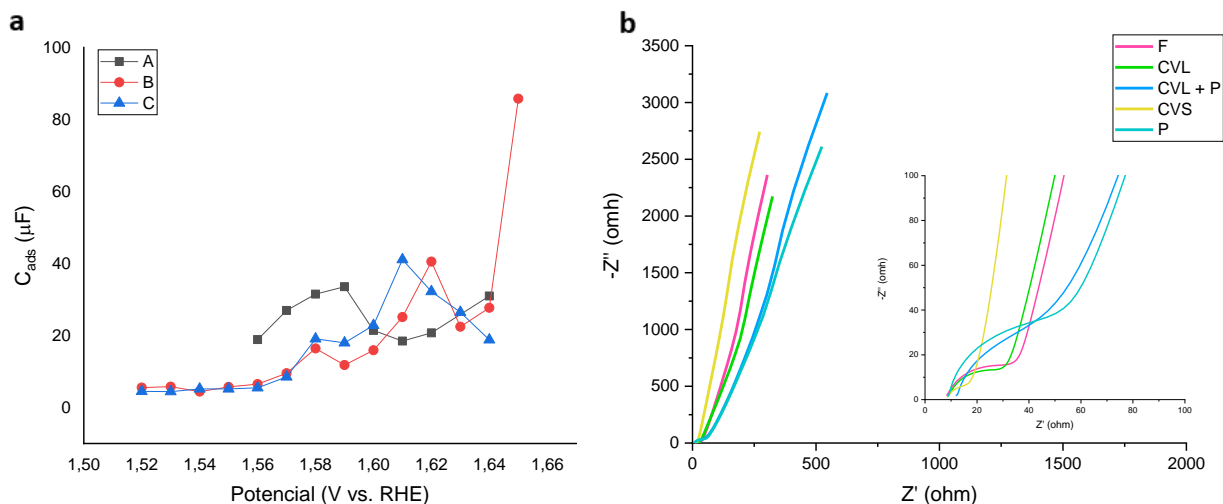 a
100
80
60
40
20
0
C_ads (μF)
A
B
C
1,50 1,52 1,54 1,56 1,58 1,60 1,62 1,64 1,66
Potencial (V vs. RHE)
b
3500
3000
2500
2000
1500
1000
500
0
-Z'' (omh)
F
CVL
CVL + P
CVS
P
100
80
60
40
20
0
-Z'' (omh)
0 20 40 60 80 100
Z' (ohm)
0 500 1000 1500 2000
Z' (ohm)